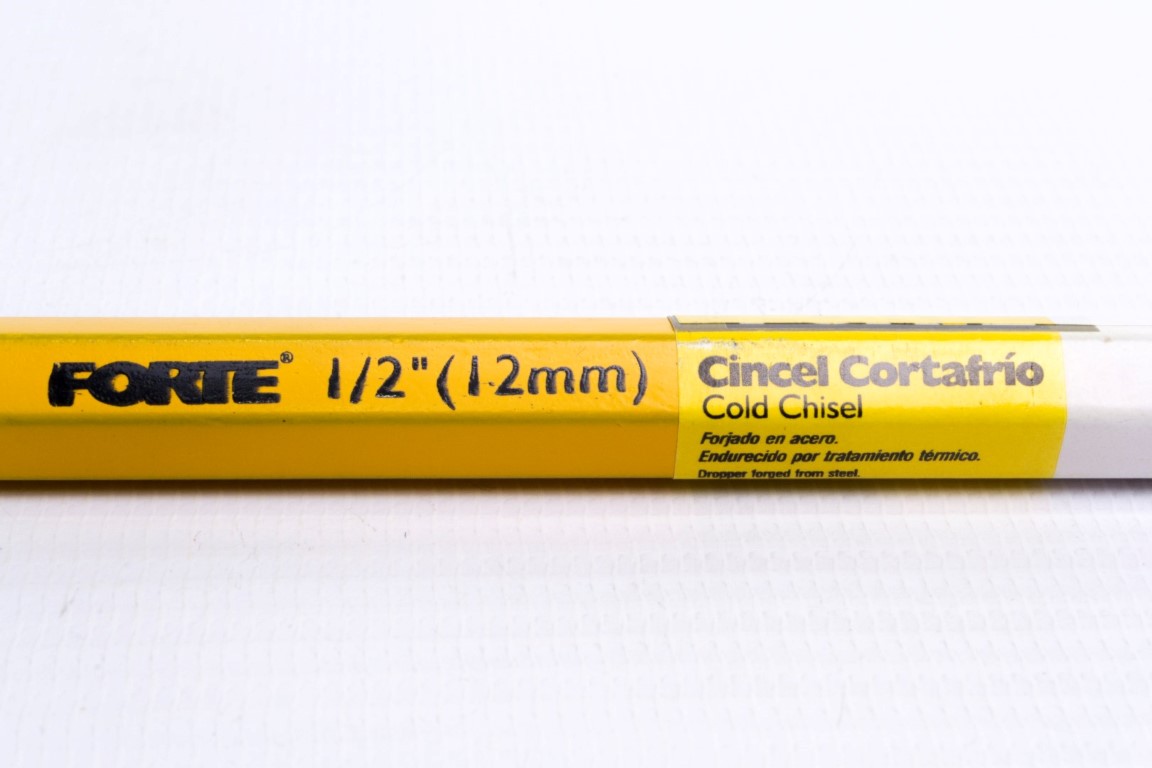 FORTE® 1/2" (12mm)
Cincel Cortafrío
Cold Chisel
Forjado en acero.
Endurecido por tratamiento térmico.
Dropper forged from steel.